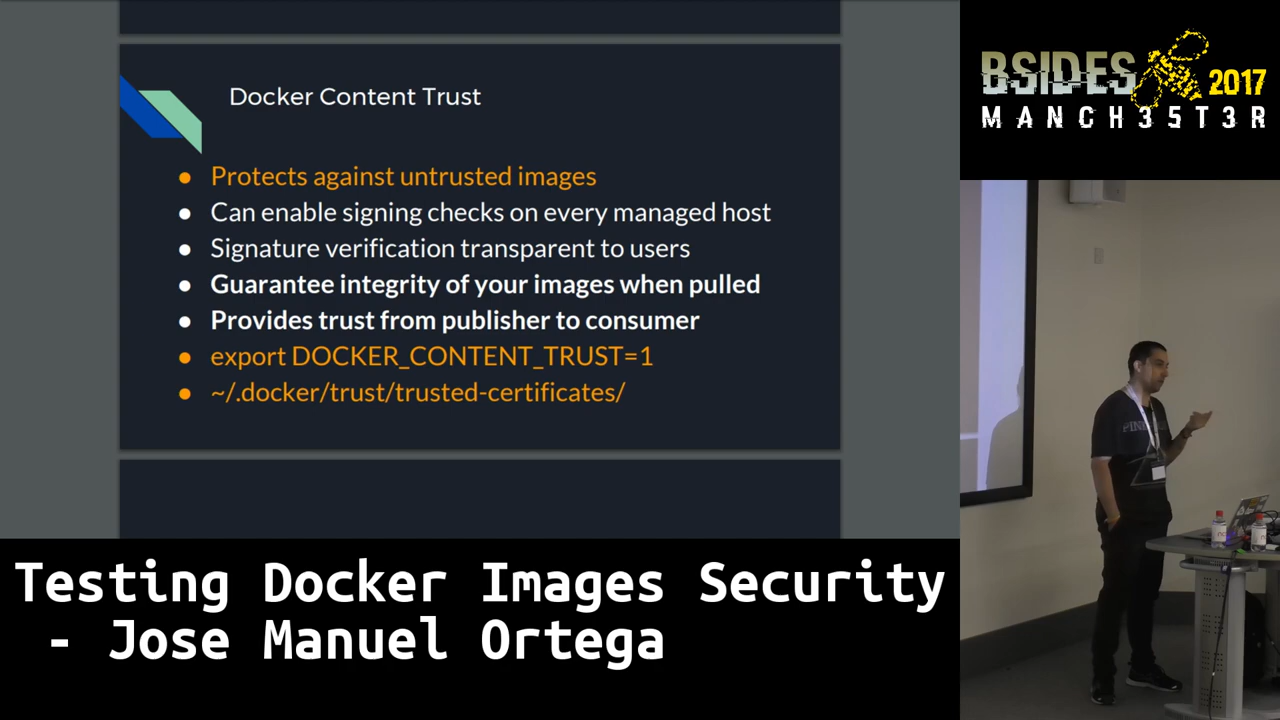 Docker Content Trust
● Protects against untrusted images
● Can enable signing checks on every managed host
● Signature verification transparent to users
● Guarantee integrity of your images when pulled
● Provides trust from publisher to consumer
● export DOCKER_CONTENT_TRUST=1
● ~/.docker/trust/trusted-certificates/
BSIDES 2017
MANCH35T3R
Testing Docker Images Security
- Jose Manuel Ortega